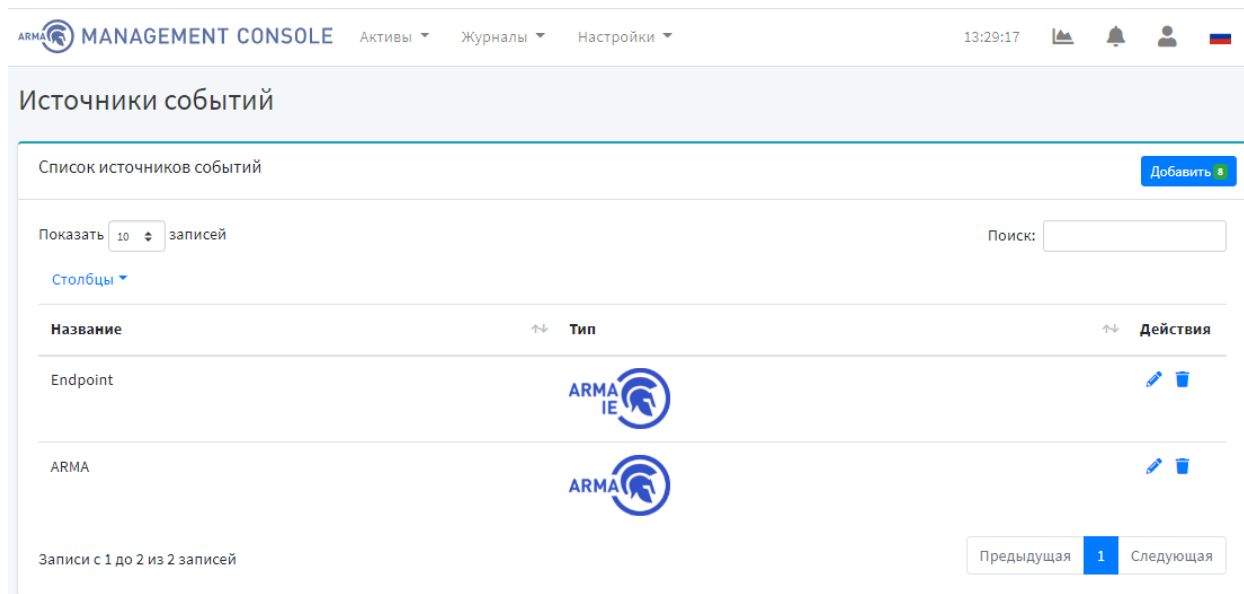 ARMA MANAGEMENT CONSOLE Активы Журналы Настройки 13:29:17
Источники событий
Список источников событий Добавить 8
Показать 10 записей Поиск:
Столбцы
Название Тип Действия
Endpoint ARMA IE
ARMA ARMA
Записи с 1 до 2 из 2 записей Предыдущая 1 Следующая